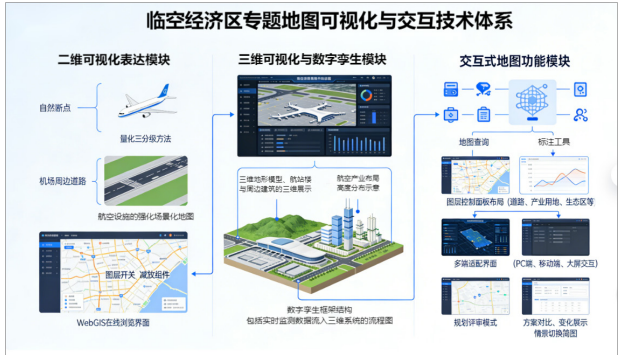 临空经济区专题地图可视化与交互技术体系
二维可视化表达模块
自然断点
量化三分级方法
机场周边道路
航空设施的强化场景化地图
图层开关 减放组件
WebGIS在线浏览界面
三维可视化与数字孪生模块
三维地形模型、航站楼
与周边建筑的三维展示
航空产业布局
高度分布示意
数字孪生框架结构
包括实时监测数据流入三维系统的流程图
交互式地图功能模块
地图查询
标注工具
图层控制面板布局 (道路、产业用地、生态区等
多端适配界面
(PC端、移动端、大屏交互)
规划评审模式
方案对比、变化展示
情景切换简图